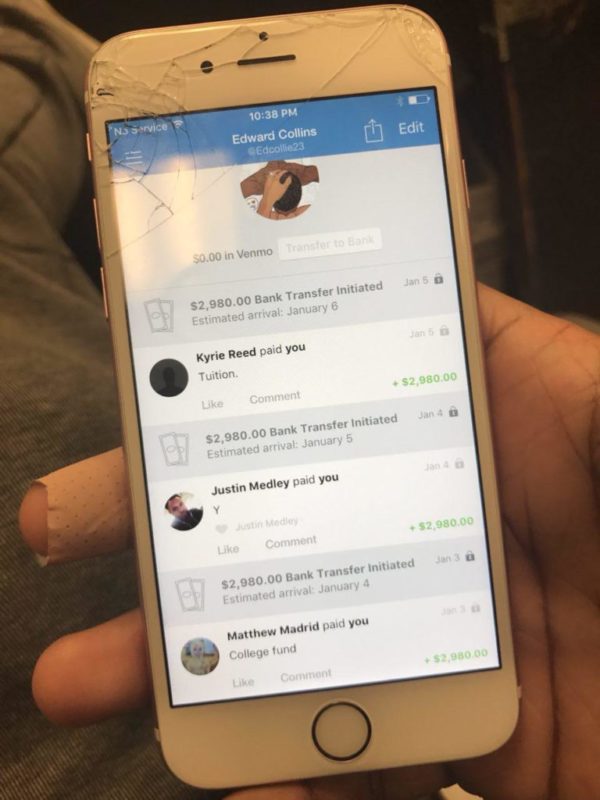 No Service
10:38 PM
Edward Collins
@Edcollie23
Edit
$0.00 in Venmo
Transfer to Bank
$2,980.00 Bank Transfer Initiated
Jan 5
Estimated arrival: January 6
Kyrie Reed paid you
Jan 5
Tuition.
+ $2,980.00
Like
Comment
$2,980.00 Bank Transfer Initiated
Jan 4
Estimated arrival: January 5
Justin Medley paid you
Jan 4
Y
Justin Medley
+ $2,980.00
Like
Comment
$2,980.00 Bank Transfer Initiated
Jan 3
Estimated arrival: January 4
Matthew Madrid paid you
Jan 3
College fund
+ $2,980.00
Like
Comment